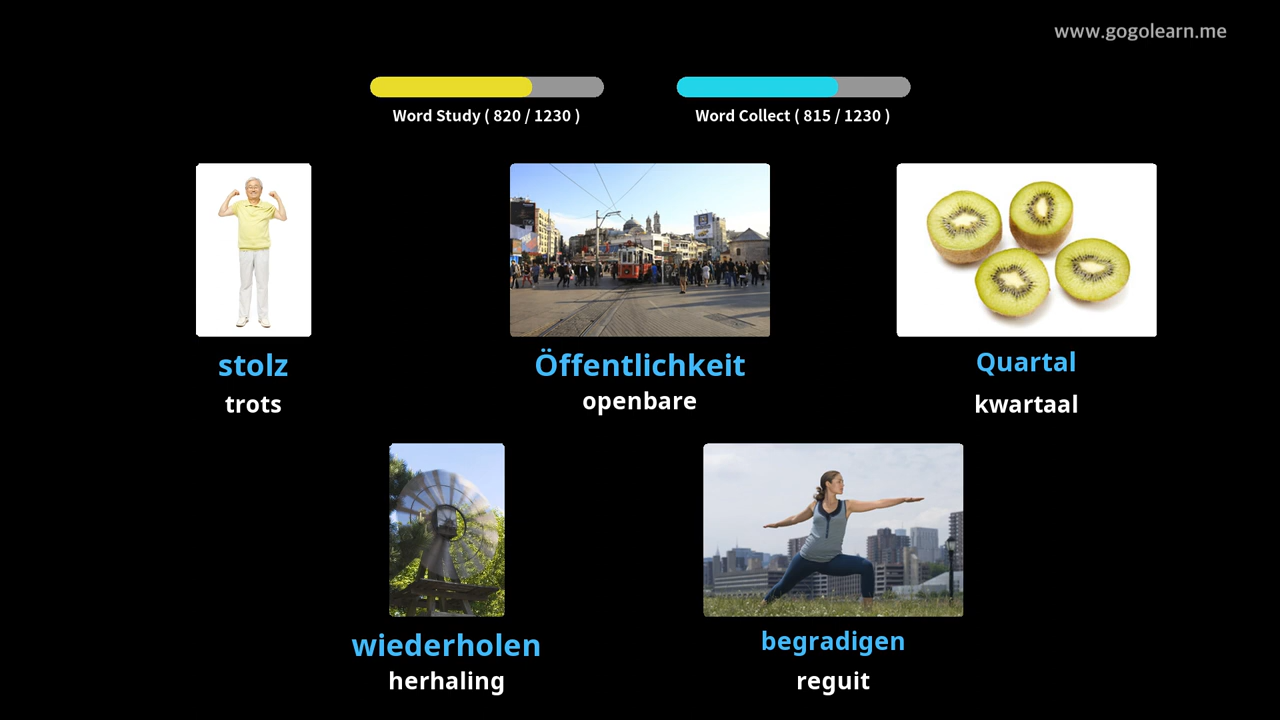 www.gogolearn.me
Word Study ( 820 / 1230 )
Word Collect ( 815 / 1230 )
stolz
trots
Öffentlichkeit
openbare
Quartal
kwartaal
wiederholen
herhaling
begradigen
reguit